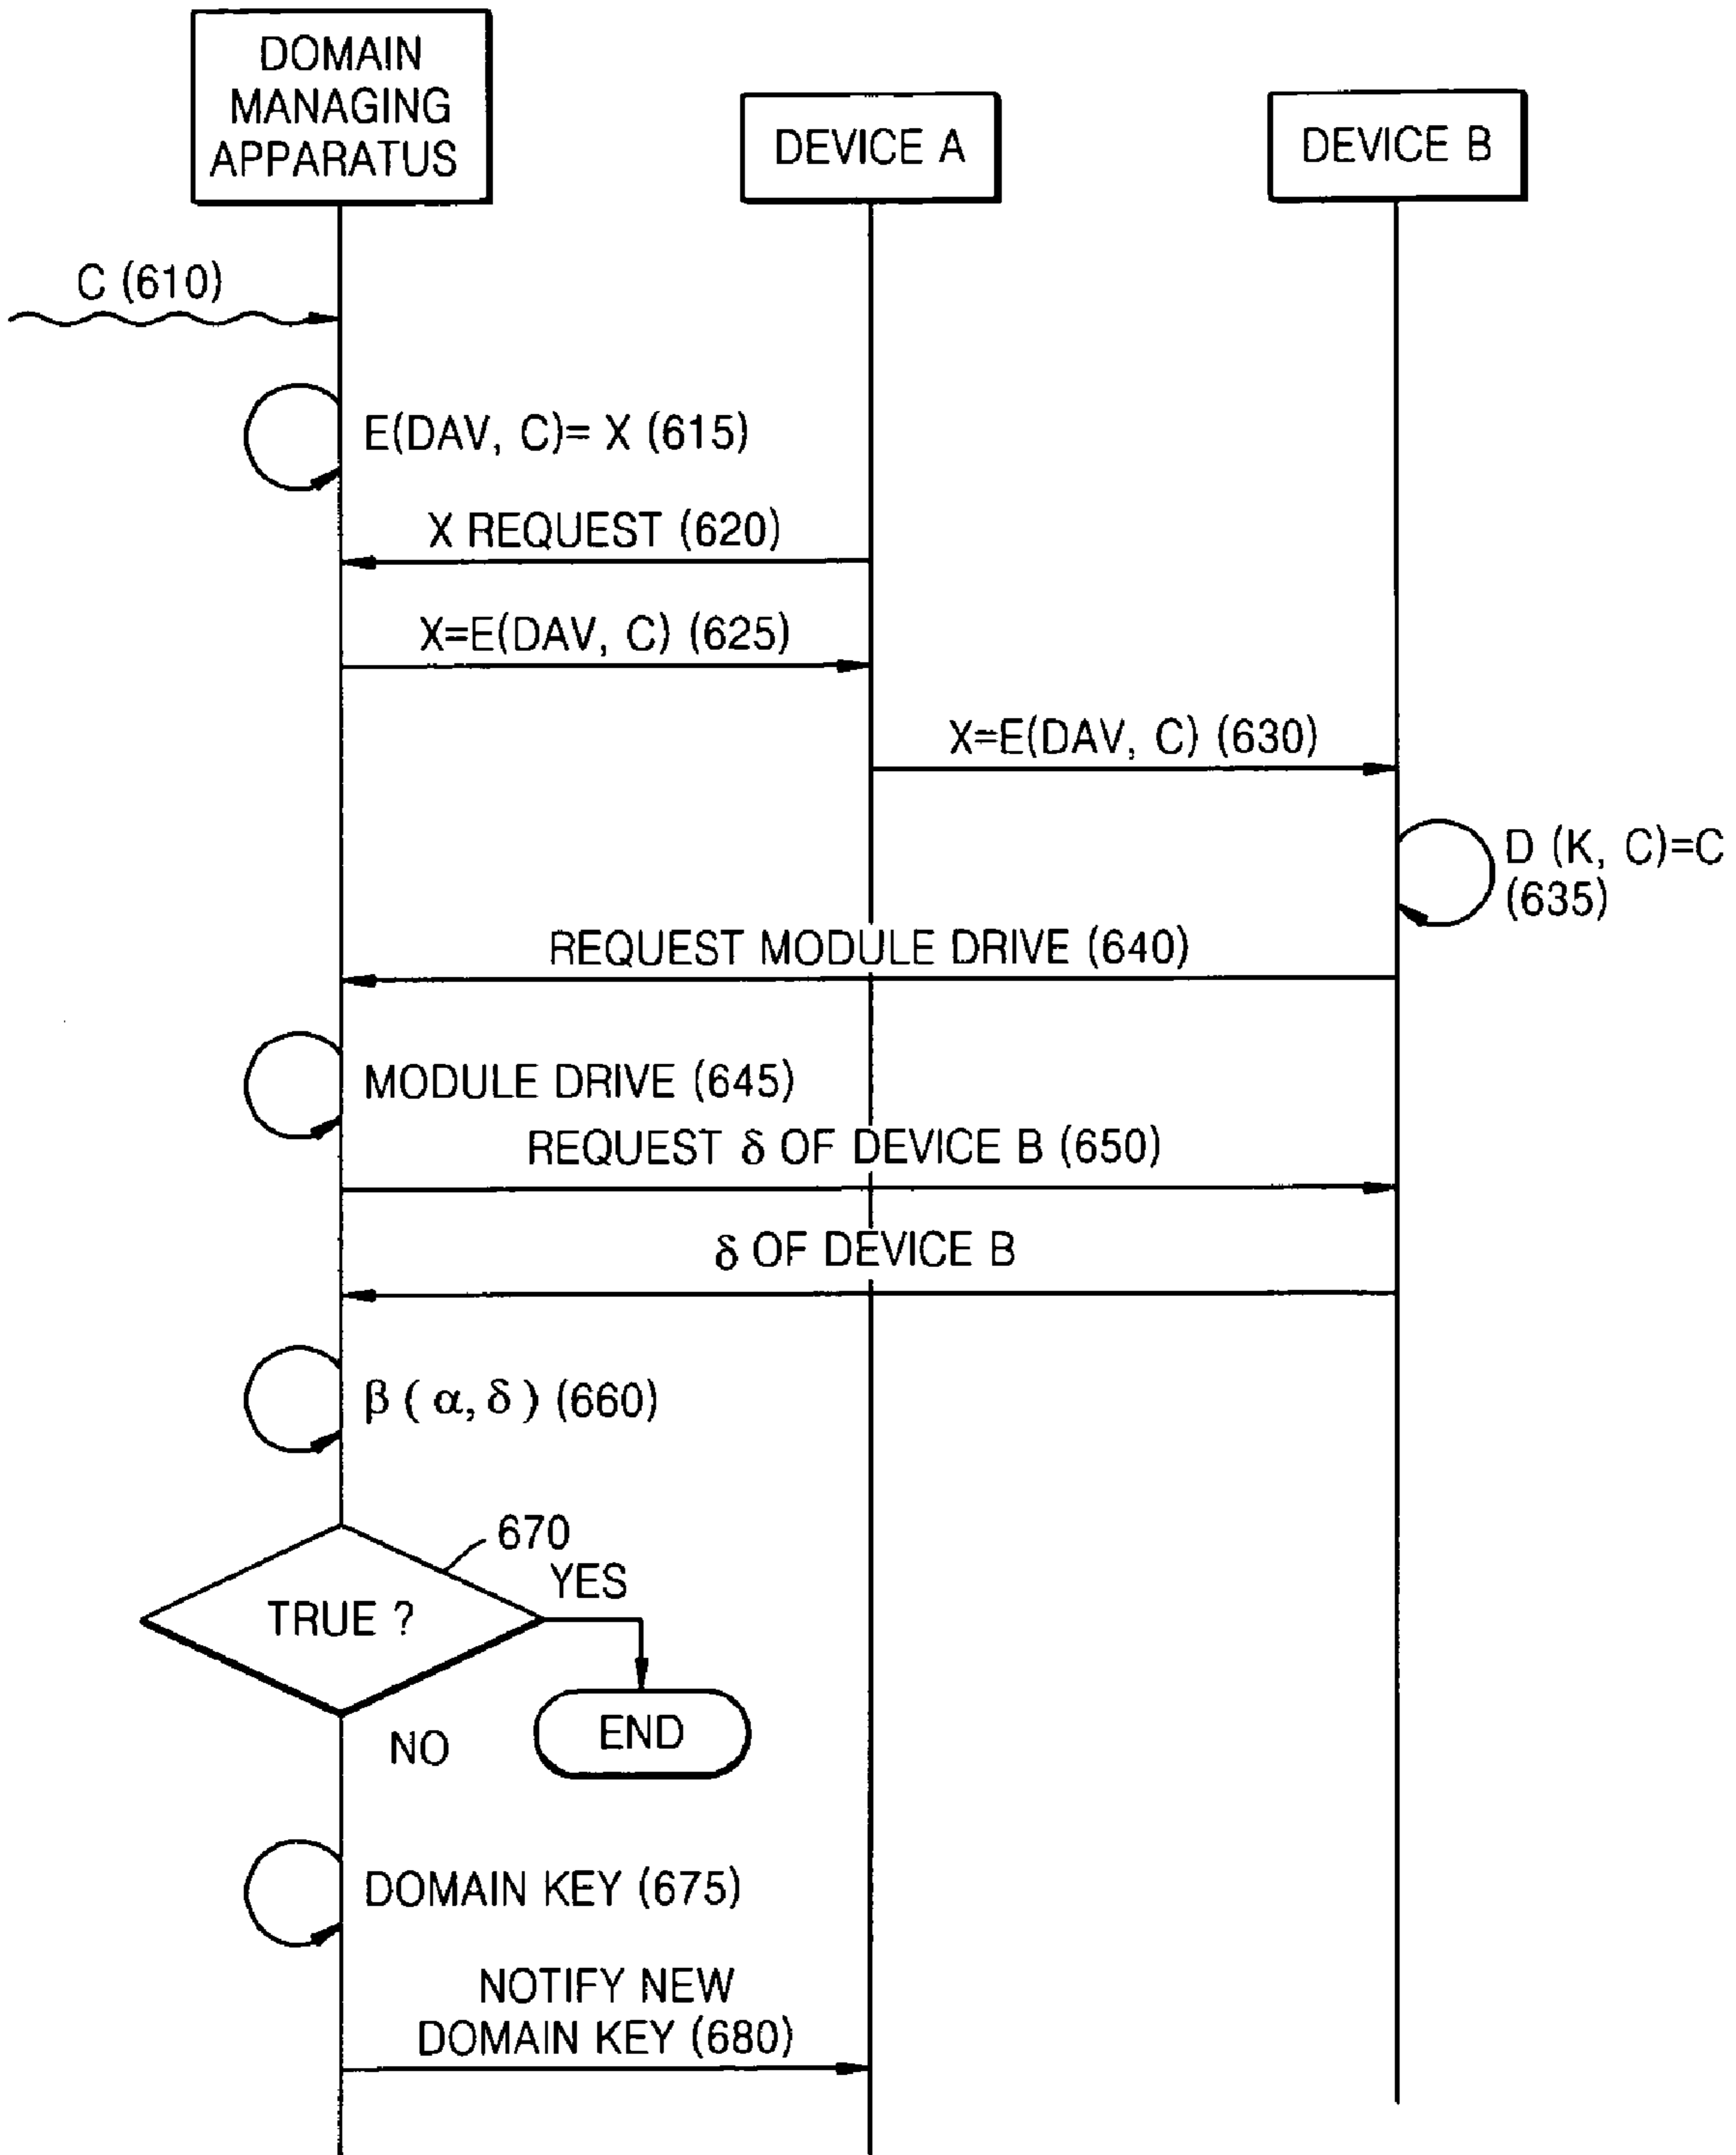 DOMAIN
MANAGING
APPARATUS
DEVICE A
DEVICE B
C (610)
E(DAV, C)= X (615)
X REQUEST (620)
X=E(DAV, C) (625)
X=E(DAV, C) (630)
D (K, C)=C
(635)
REQUEST MODULE DRIVE (640)
MODULE DRIVE (645)
REQUEST δ OF DEVICE B (650)
δ OF DEVICE B
β ( α, δ ) (660)
670
YES
TRUE ?
END
NO
DOMAIN KEY (675)
NOTIFY NEW
DOMAIN KEY (680)